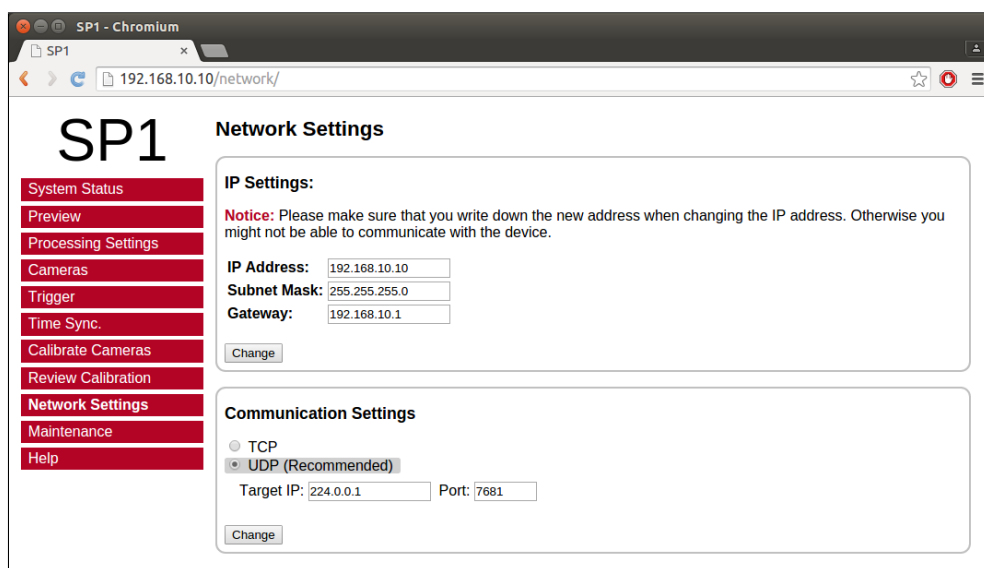 SP1 - Chromium
SP1 ×
192.168.10.10/network/
SP1
System Status
Preview
Processing Settings
Cameras
Trigger
Time Sync.
Calibrate Cameras
Review Calibration
Network Settings
Maintenance
Help
Network Settings
IP Settings:
Notice: Please make sure that you write down the new address when changing the IP address. Otherwise you
might not be able to communicate with the device.
IP Address: 192.168.10.10
Subnet Mask: 255.255.255.0
Gateway: 192.168.10.1
Change
Communication Settings
TCP
UDP (Recommended)
Target IP: 224.0.0.1 Port: 7681
Change